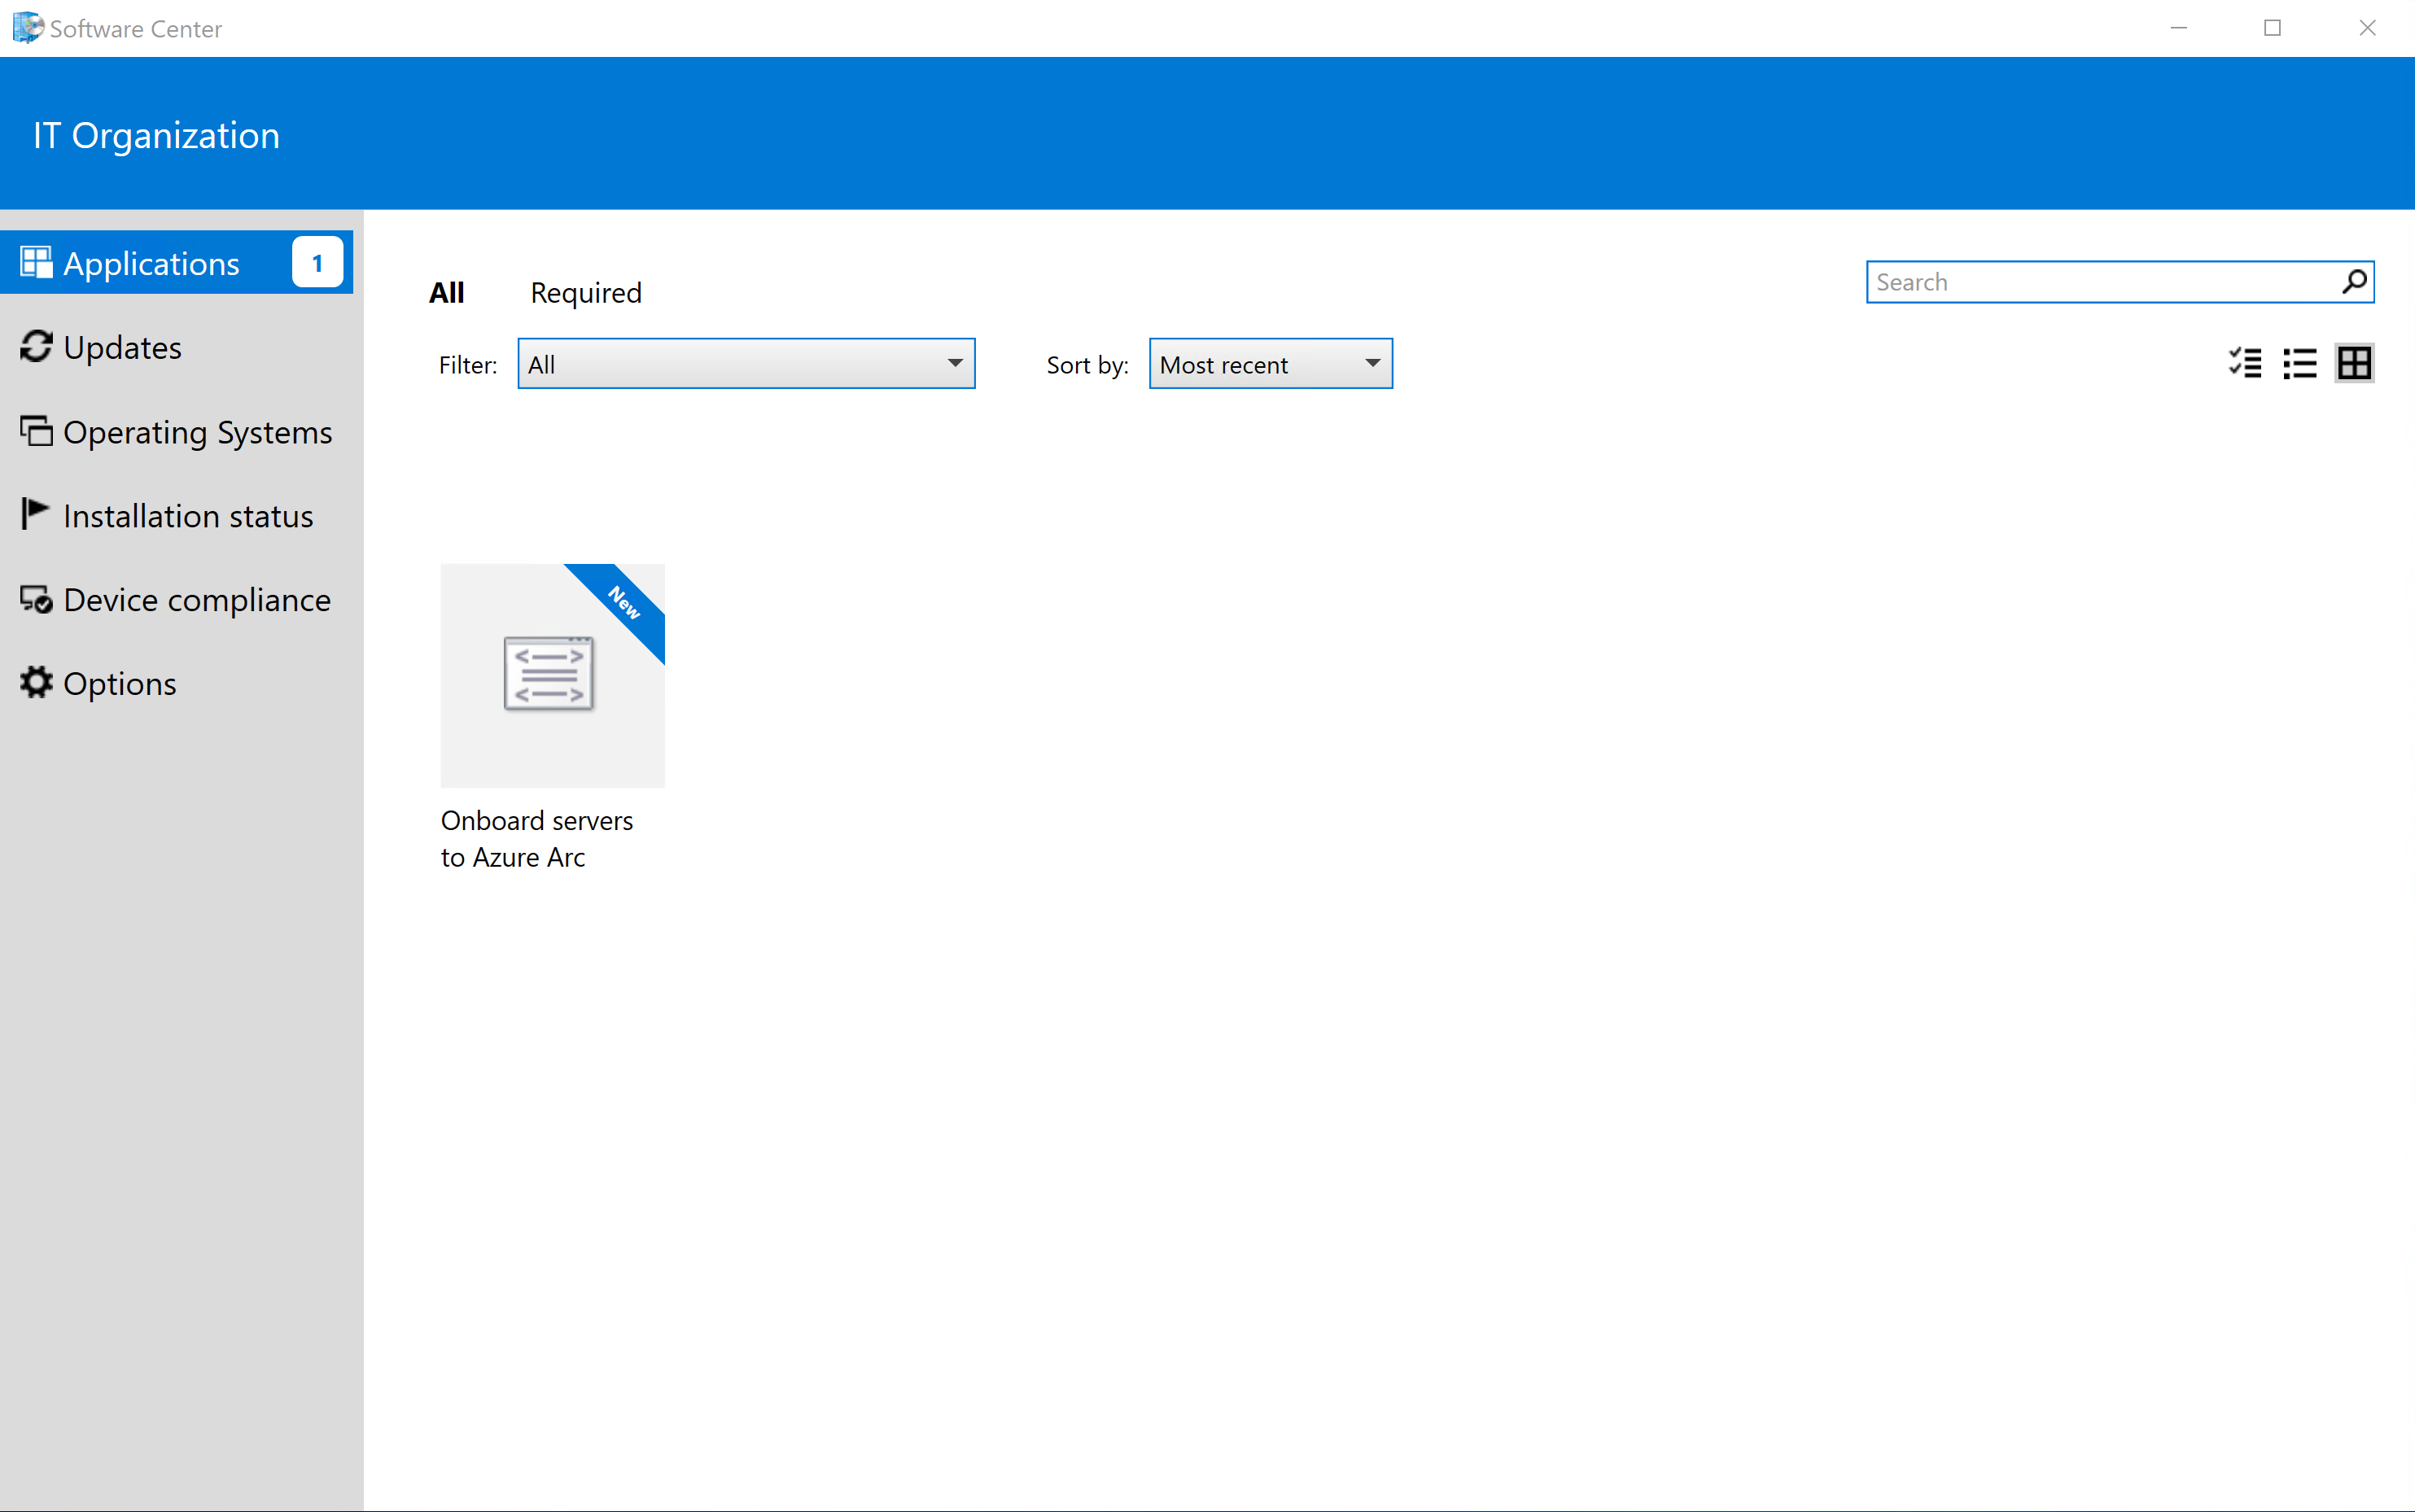 Software Center
IT Organization
Applications 1
Updates
Operating Systems
Installation status
Device compliance
Options
All Required
Search
Filter: All Sort by: Most recent
New
Onboard servers
to Azure Arc